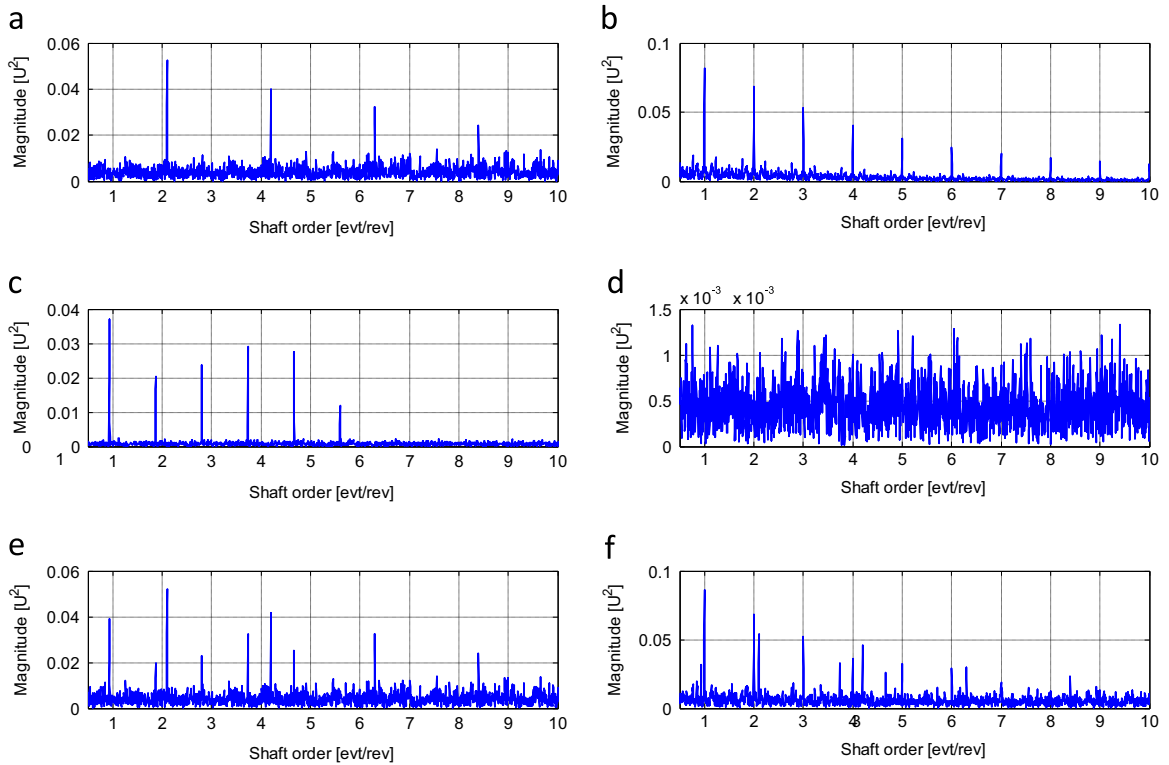 a
Magnitude [U²]
0.06
0.04
0.02
0
1 2 3 4 5 6 7 8 9 10
Shaft order [evt/rev]
b
Magnitude [U²]
0.1
0.05
0
1 2 3 4 5 6 7 8 9 10
Shaft order [evt/rev]
c
Magnitude [U²]
0.04
0.03
0.02
0.01
0 0
1 1 2 3 4 5 6 7 8 9 10
Shaft order [evt/rev]
d
x 10⁻³ x 10⁻³
Magnitude [U²]
1.5
1
0.5
0
1 2 3 4 5 6 7 8 9 10
Shaft order [evt/rev]
e
Magnitude [U²]
0.06
0.04
0.02
0
1 2 3 4 5 6 7 8 9 10
Shaft order [evt/rev]
f
Magnitude [U²]
0.1
0.05
0
1 2 3 43 5 6 7 8 9 10
Shaft order [evt/rev]